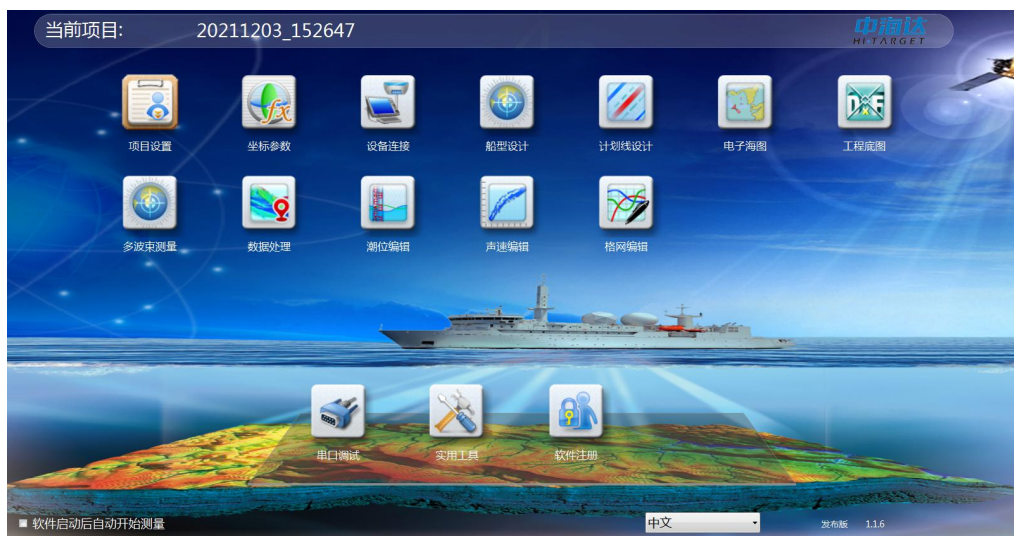 当前项目: 20211203_152647
中海达
HI-TARGET
fx
DXF
项目设置 坐标参数 设备连接 船型设计 计划线设计 电子海图 工程底图
多波束测量 数据处理 潮位编辑 声速编辑 格网编辑
串口调试 实用工具 软件注册
软件启动后自动开始测量 中文 发布版 1.1.6